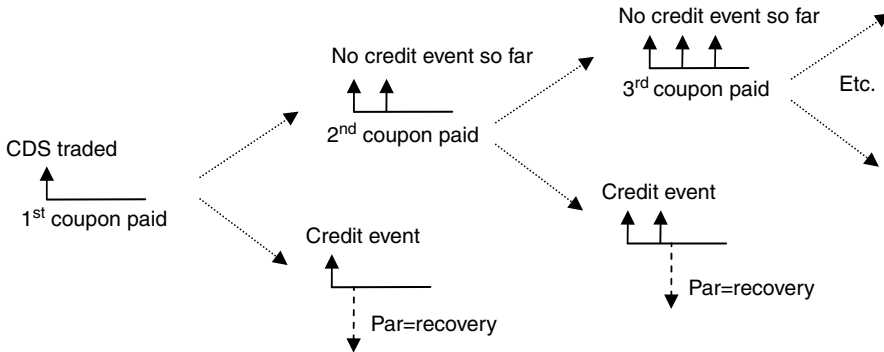 No credit event so far
No credit event so far
3rd coupon paid
Etc.
2nd coupon paid
CDS traded
1st coupon paid
Credit event
Credit event
Par=recovery
Par=recovery